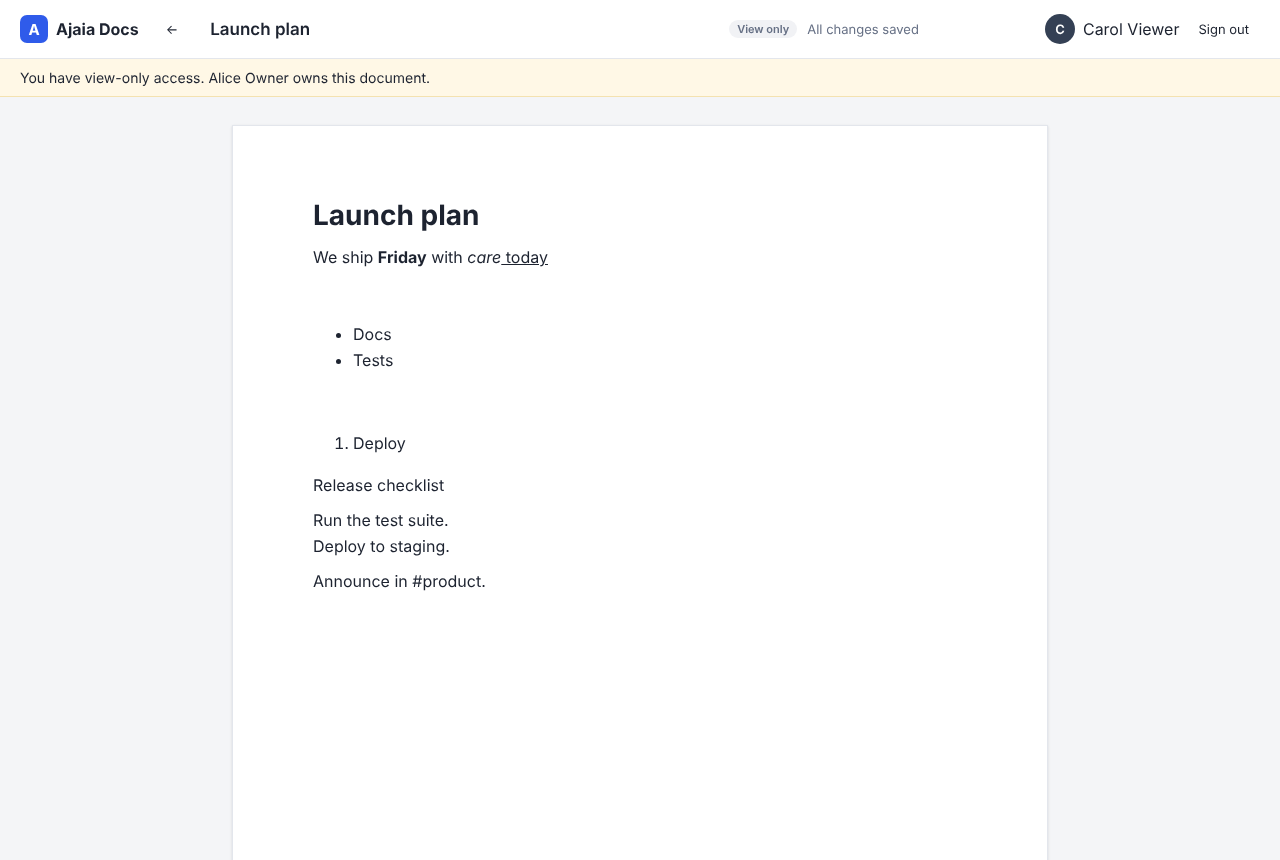 A Ajaia Docs ← Launch plan View only All changes saved C Carol Viewer Sign out
You have view-only access. Alice Owner owns this document.
Launch plan
We ship Friday with care today
• Docs
• Tests
1. Deploy
Release checklist
Run the test suite.
Deploy to staging.
Announce in #product.